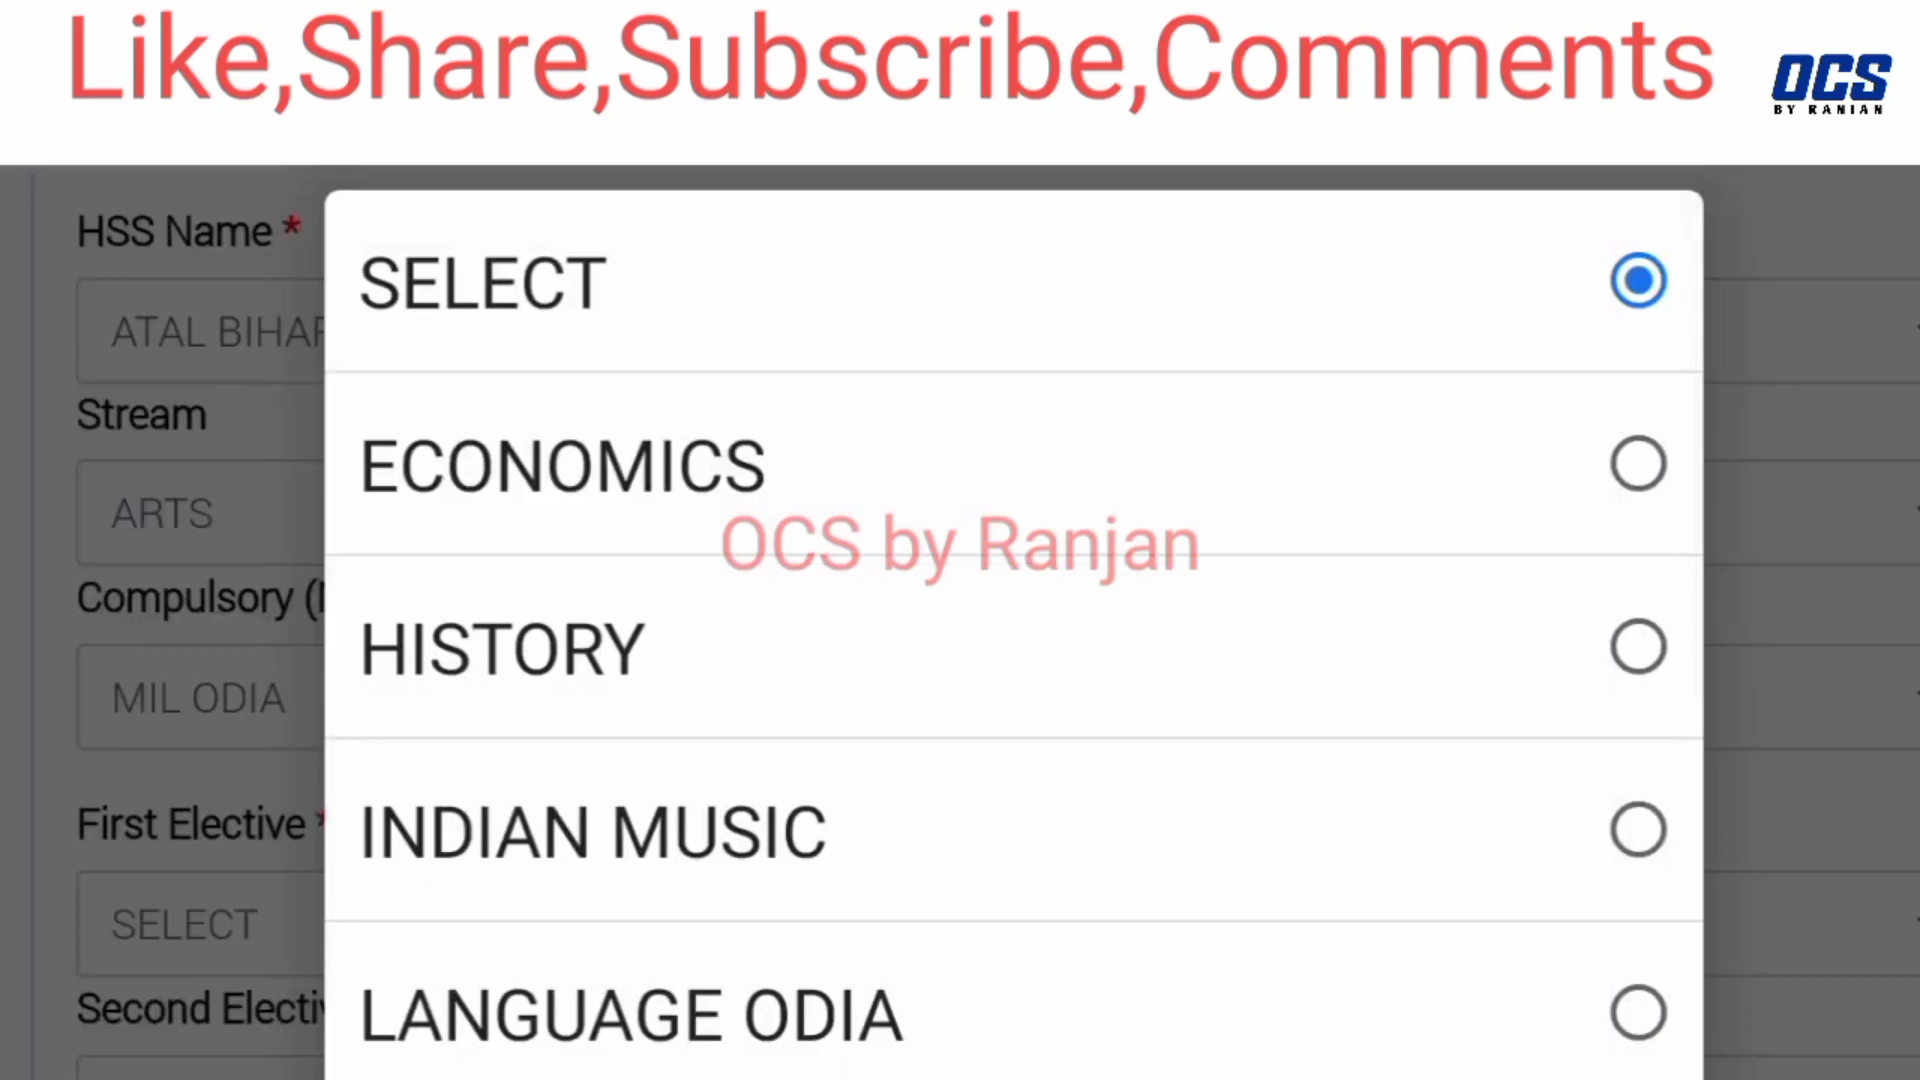 Like,Share,Subscribe,Comments
OCS
BY RANJAN
HSS Name *
SELECT
ATAL BIHAR
Stream
ECONOMICS
ARTS
OCS by Ranjan
Compulsory (
HISTORY
MIL ODIA
First Elective *
INDIAN MUSIC
SELECT
Second Electiv
LANGUAGE ODIA